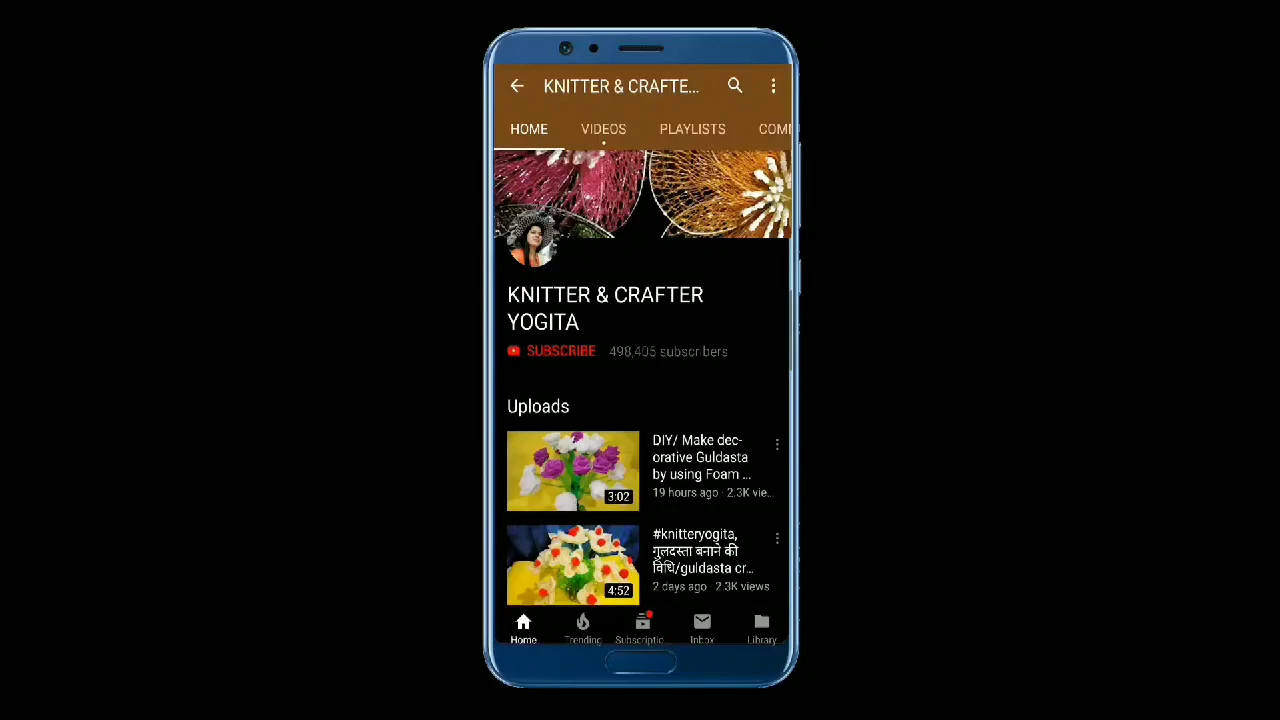 KNITTER & CRAFTE...
HOME VIDEOS PLAYLISTS COMM
KNITTER & CRAFTER
YOGITA
SUBSCRIBE 498,405 subscribers
Uploads
DIY/ Make dec-
orative Guldasta
by using Foam ...
19 hours ago · 2.3K vie...
3:02
#knitteryogita,
गुलदस्ता बनाने की
विधि/guldasta cr...
2 days ago · 2.3K views
4:52
Home Trending Subscriptio Inbox Library